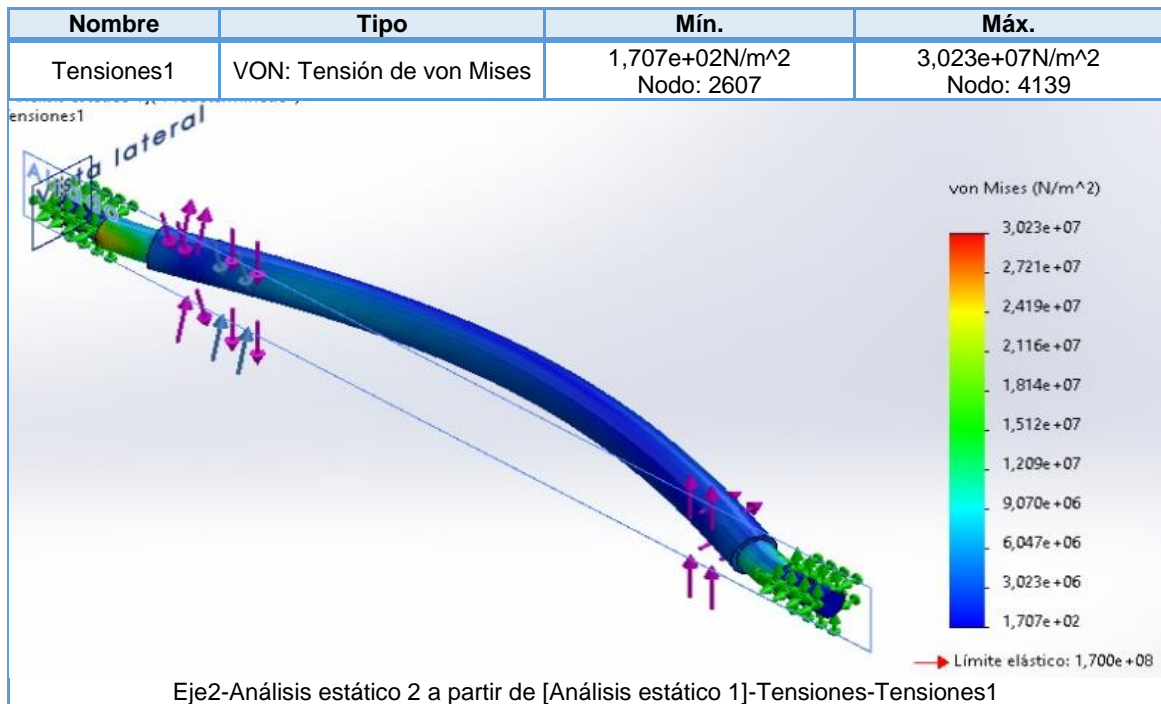 Nombre Tipo Mín. Máx.
Tensiones1 VON: Tensión de von Mises 1,707e+02N/m^2 3,023e+07N/m^2
Nodo: 2607 Nodo: 4139
ensiones1
Vista lateral
von Mises (N/m^2)
3,023e+07
2,721e+07
2,419e+07
2,116e+07
1,814e+07
1,512e+07
1,209e+07
9,070e+06
6,047e+06
3,023e+06
1,707e+02
Límite elástico: 1,700e+08
Eje2-Análisis estático 2 a partir de [Análisis estático 1]-Tensiones-Tensiones1